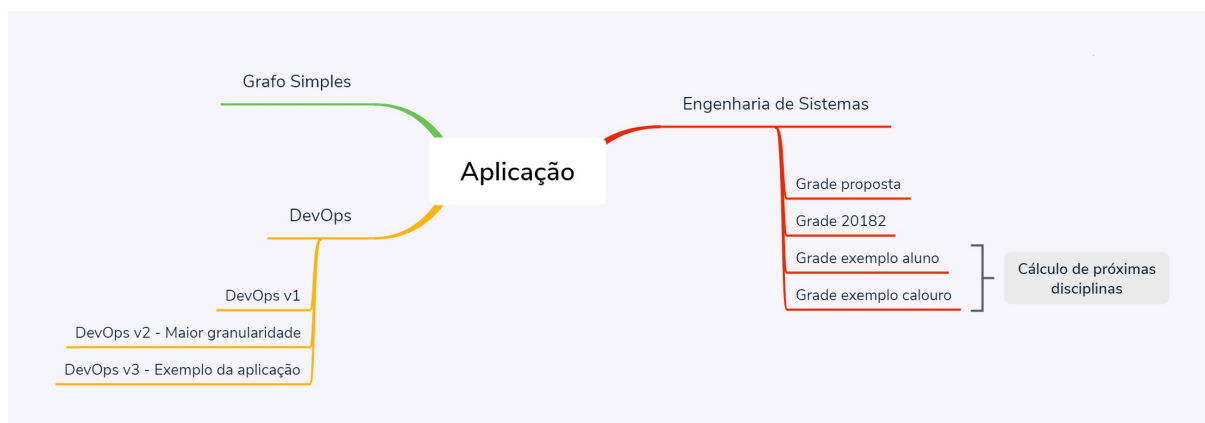 Grafo Simples
Engenharia de Sistemas
Aplicação
DevOps
DevOps v1
DevOps v2 - Maior granularidade
DevOps v3 - Exemplo da aplicação
Grade proposta
Grade 20182
Grade exemplo aluno
Grade exemplo calouro
Cálculo de próximas
disciplinas